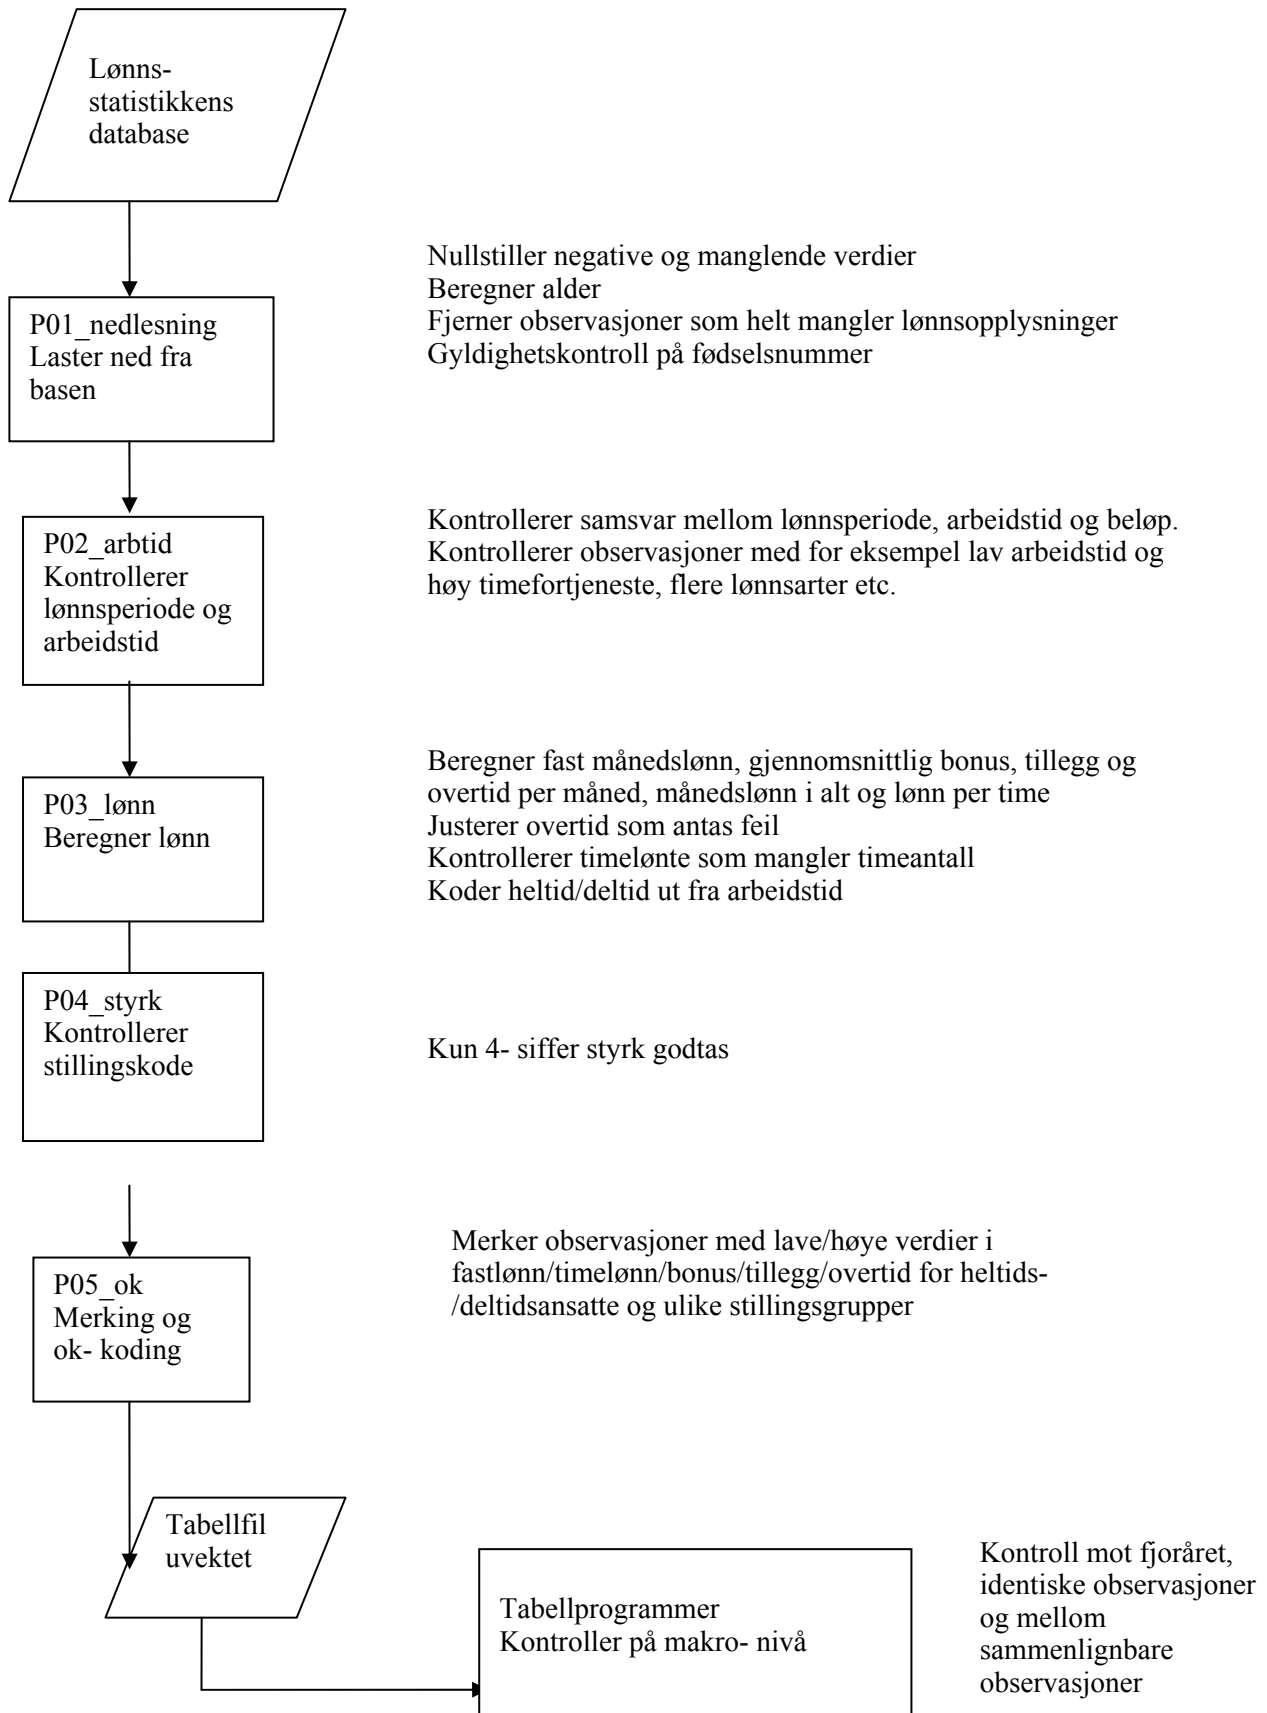 Lønns-
statistikkens
database
Nullstiller negative og manglende verdier
Beregner alder
Fjerner observasjoner som helt mangler lønnsopplysninger
Gyldighetskontroll på fødselsnummer
P01_nedlesning
Laster ned fra
basen
Kontrollerer samsvar mellom lønnsperiode, arbeidstid og beløp.
Kontrollerer observasjoner med for eksempel lav arbeidstid og
høy timefortjeneste, flere lønnsarter etc.
P02_arbtid
Kontrollerer
lønnsperiode og
arbeidstid
Beregner fast månedslønn, gjennomsnittlig bonus, tillegg og
overtid per måned, månedslønn i alt og lønn per time
Justerer overtid som antas feil
Kontrollerer timelønte som mangler timeantall
Koder heltid/deltid ut fra arbeidstid
P03_lønn
Beregner lønn
P04_styrk
Kontrollerer
stillingskode
Kun 4- siffer styrk godtas
Merker observasjoner med lave/høye verdier i
fastlønn/timelønn/bonus/tillegg/overtid for heltids-
/deltidsansatte og ulike stillingsgrupper
P05_ok
Merking og
ok- koding
Tabellfil
uvektet
Tabellprogrammer
Kontroller på makro- nivå
Kontroll mot fjoråret,
identiske observasjoner
og mellom
sammenlignbare
observasjoner